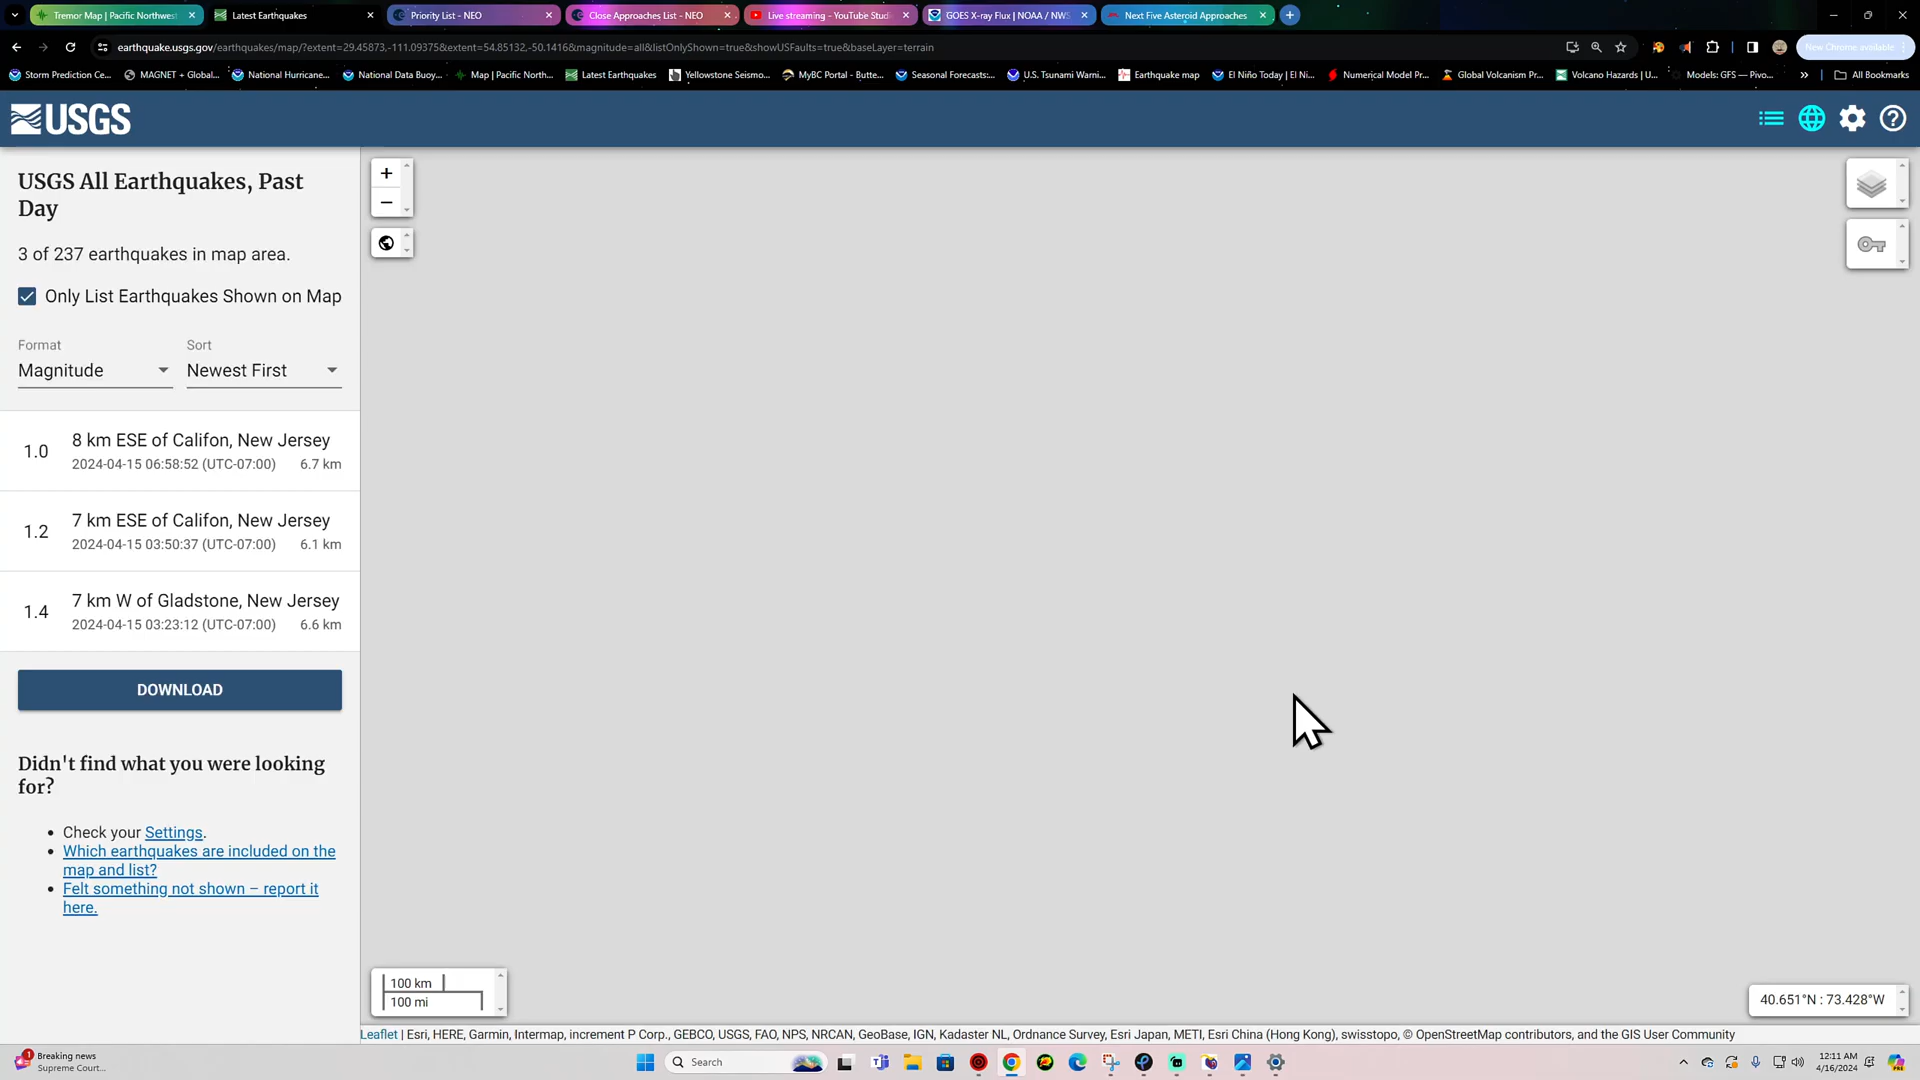 Tremor Map | Pacific Northwest
Latest Earthquakes
Priority List - NEO
Close Approaches List - NEO
Live streaming - YouTube Stud
GOES X-ray Flux | NOAA / NWS
Next Five Asteroid Approaches
earthquake.usgs.gov/earthquakes/map/?extent=29.45873,-111.09375&extent=54.85132,-50.1416&magnitude=all&listOnlyShown=true&showUSFaults=true&baseLayer=terrain
New Chrome available
Storm Prediction Ce...
MAGNET + Global...
National Hurricane...
National Data Buoy...
Map | Pacific North...
Latest Earthquakes
Yellowstone Seismo...
MyBC Portal - Butte...
Seasonal Forecasts:...
U.S. Tsunami Warni...
Earthquake map
El Niño Today | El Ni...
Numerical Model Pr...
Global Volcanism Pr...
Volcano Hazards | U...
Models: GFS — Pivo...
»
All Bookmarks
USGS
USGS All Earthquakes, Past
Day
3 of 237 earthquakes in map area.
Only List Earthquakes Shown on Map
Format
Sort
Magnitude
Newest First
1.0
8 km ESE of Califon, New Jersey
2024-04-15 06:58:52 (UTC-07:00) 6.7 km
1.2
7 km ESE of Califon, New Jersey
2024-04-15 03:50:37 (UTC-07:00) 6.1 km
1.4
7 km W of Gladstone, New Jersey
2024-04-15 03:23:12 (UTC-07:00) 6.6 km
DOWNLOAD
Didn't find what you were looking
for?
• Check your Settings.
• Which earthquakes are included on the
map and list?
• Felt something not shown – report it
here.
+
−
100 km
100 mi
40.651°N : 73.428°W
Leaflet | Esri, HERE, Garmin, Intermap, increment P Corp., GEBCO, USGS, FAO, NPS, NRCAN, GeoBase, IGN, Kadaster NL, Ordnance Survey, Esri Japan, METI, Esri China (Hong Kong), swisstopo, © OpenStreetMap contributors, and the GIS User Community
1
Breaking news
Supreme Court...
Search
12:11 AM
4/16/2024
PRE